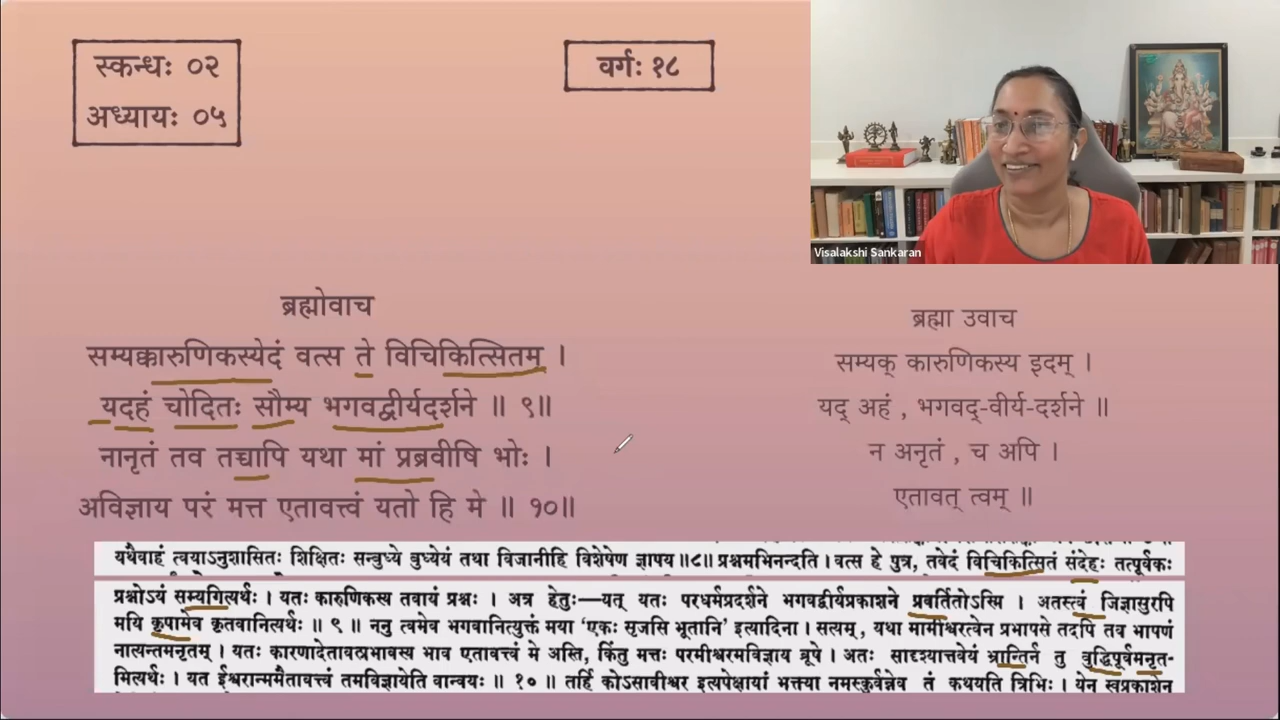 स्कन्धः ०२
अध्यायः ०५
वर्गः १८
Visalakshi Sankaran
ब्रह्मोवाच
सम्यक्कारुणिकस्येदं वत्स ते विचिकित्सितम् ।
यदहं चोदितः सौम्य भगवद्वीर्यदर्शने ॥ ९॥
नानृतं तव तच्चापि यथा मां प्रब्रवीषि भोः ।
अविज्ञाय परं मत्त एतावत्त्वं यतो हि मे ॥ १०॥
ब्रह्मा उवाच
सम्यक् कारुणिकस्य इदम् ।
यद् अहं , भगवद्-वीर्य-दर्शने ॥
न अनृतं , च अपि ।
एतावत् त्वम् ॥
यथैवाहं त्वयाऽनुशासितः शिक्षितः सन्बुध्ये बुध्येयं तथा विजानीहि विशेषेण ज्ञापय ॥८॥ प्रश्नमभिनन्दति । वत्स हे पुत्र, तवेदं विचिकित्सितं संदेहः तत्पूर्वकः
प्रश्नोऽयं सम्यगित्यर्थः । यतः कारुणिकस्य तवायं प्रश्नः । अत्र हेतुः—यत् यतः परधर्मप्रदर्शने भगवद्वीर्यप्रकाशने प्रवर्तितोऽस्मि । अतस्त्वं जिज्ञासुरपि
मयि कृपामेव कृतवानित्यर्थः ॥ ९ ॥ ननु त्वमेव भगवानित्युक्तं मया 'एकः सृजसि भूतानि' इत्यादिना । सत्यम्, यथा मामीश्वरत्वेन प्रभाषसे तदपि तव भाषणं
नात्यन्तमनृतम् । यतः कारणादेतावत्प्रभावस्य भाव एतावत्त्वं मे अस्ति, किंतु मत्तः परमीश्वरमविज्ञाय ब्रूषे । अतः सादृश्यात्तवेयं भ्रान्तिर्न तु बुद्धिपूर्वमनृत-
मित्यर्थः । यत ईश्वरान्ममैतावत्त्वं तमविज्ञायेति वान्वयः ॥ १० ॥ तर्हि कोऽसावीश्वर इत्यपेक्षायां भक्त्या नमस्कुर्वन्नेव तं कथयति त्रिभिः । येन स्वप्रकाशेन